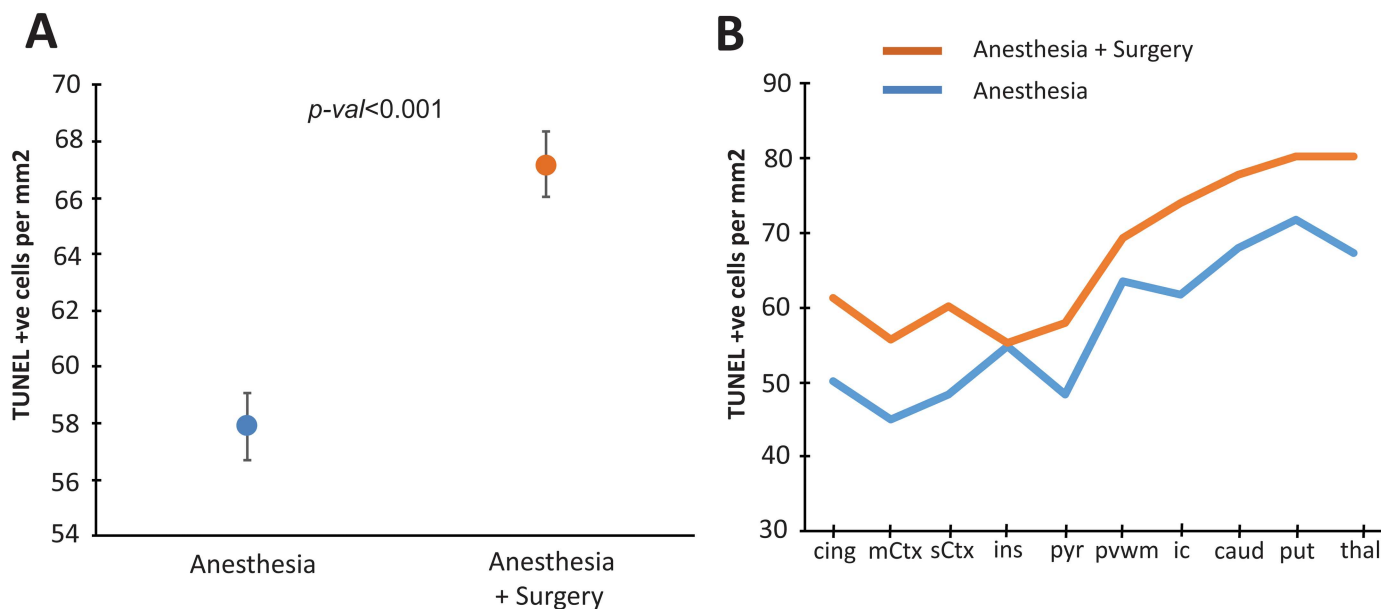 A
TUNEL +ve cells per mm2
70
68
66
64
62
60
58
56
54
p-val<0.001
Anesthesia
Anesthesia
+ Surgery
B
Anesthesia + Surgery
Anesthesia
TUNEL +ve cells per mm2
90
80
70
60
50
40
30
cing mCtx sCtx ins pyr pvwm ic caud put thal